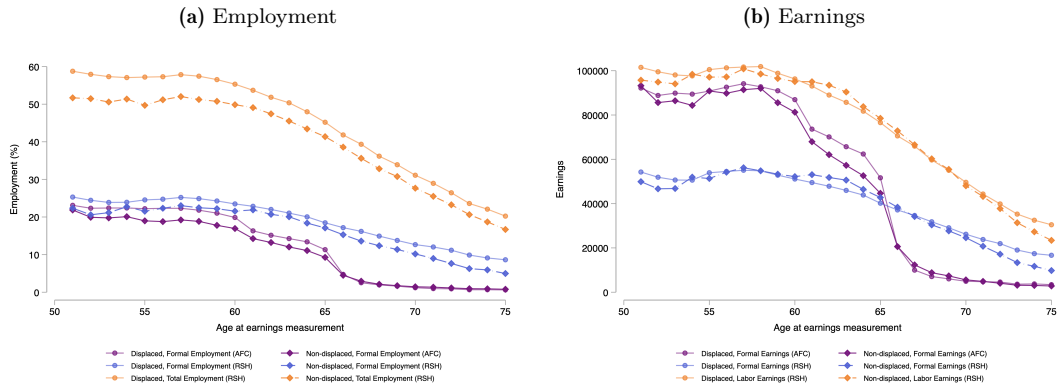 (a) Employment
60
50
40
30
20
10
0
Employment (%)
50
55
60
65
70
75
Age at earnings measurement
Displaced, Formal Employment (AFC)
Non-displaced, Formal Employment (AFC)
Displaced, Formal Employment (RSH)
Non-displaced, Formal Employment (RSH)
Displaced, Total Employment (RSH)
Non-displaced, Total Employment (RSH)
(b) Earnings
100000
80000
60000
40000
20000
0
Earnings
50
55
60
65
70
75
Age at earnings measurement
Displaced, Formal Earnings (AFC)
Non-displaced, Formal Earnings (AFC)
Displaced, Formal Earnings (RSH)
Non-displaced, Formal Earnings (RSH)
Displaced, Labor Earnings (RSH)
Non-displaced, Labor Earnings (RSH)